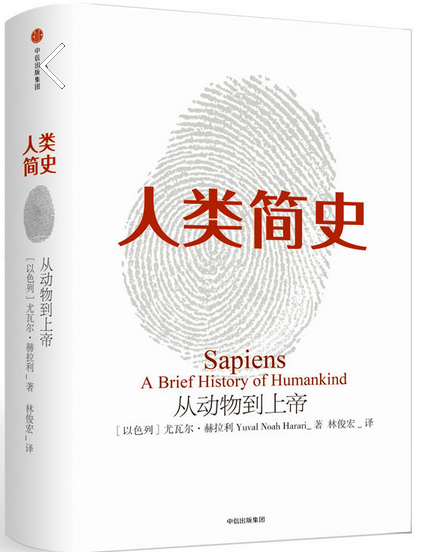 中信出版集团
人类
简史
从动物到上帝
[以色列] 尤瓦尔·赫拉利_著
林俊宏_译
人类简史
Sapiens
A Brief History of Humankind
从动物到上帝
[以色列] 尤瓦尔·赫拉利 Yuval Noah Harari_著 林俊宏_译
中信出版集团